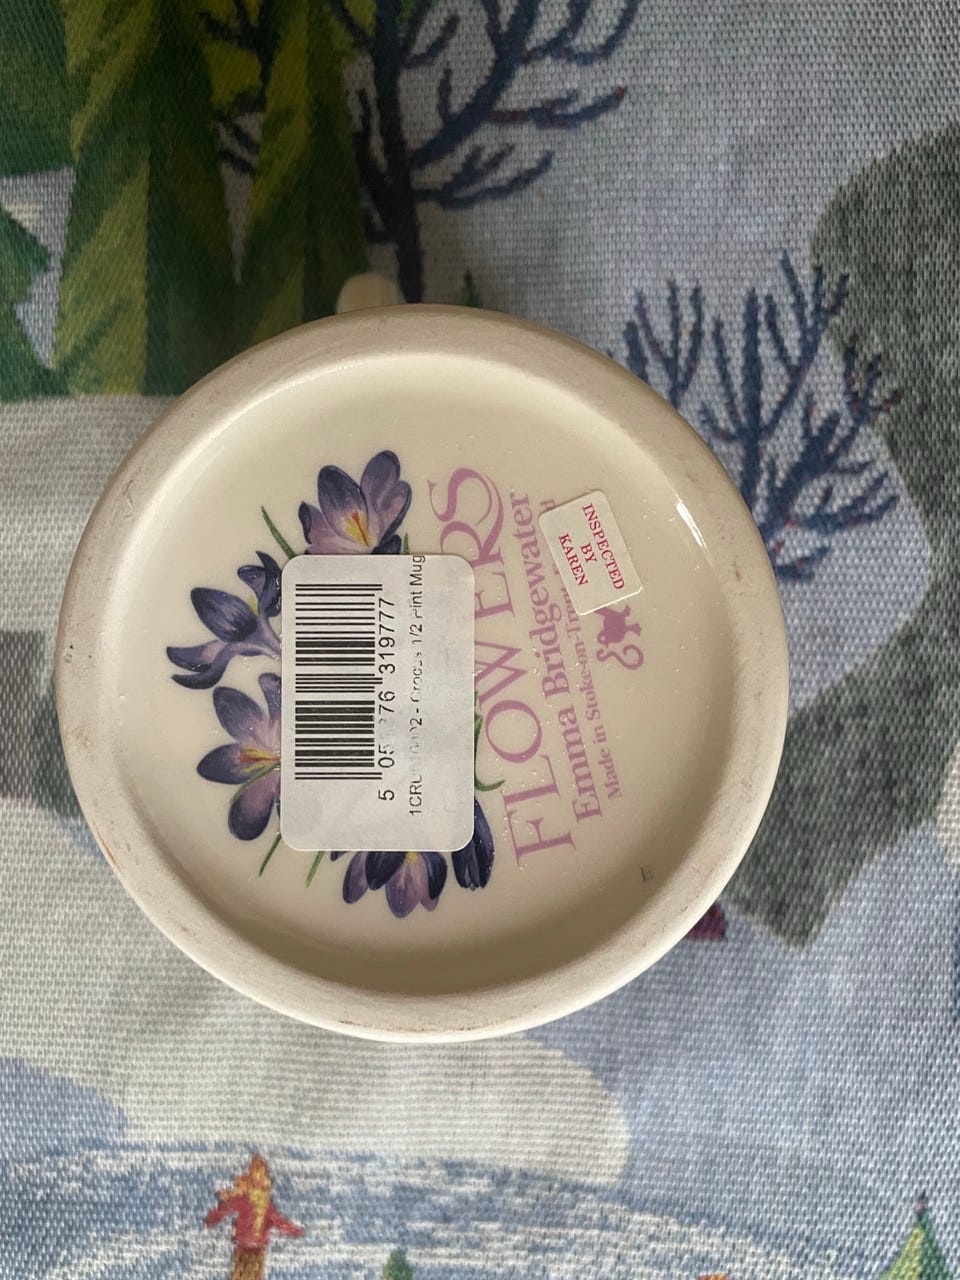 FLOWERS
Emma Bridgewater
Made in Stoke-on-Trent,
INSPECTED
BY
KAREN
319777
Crocus 1/2 Pint Mug